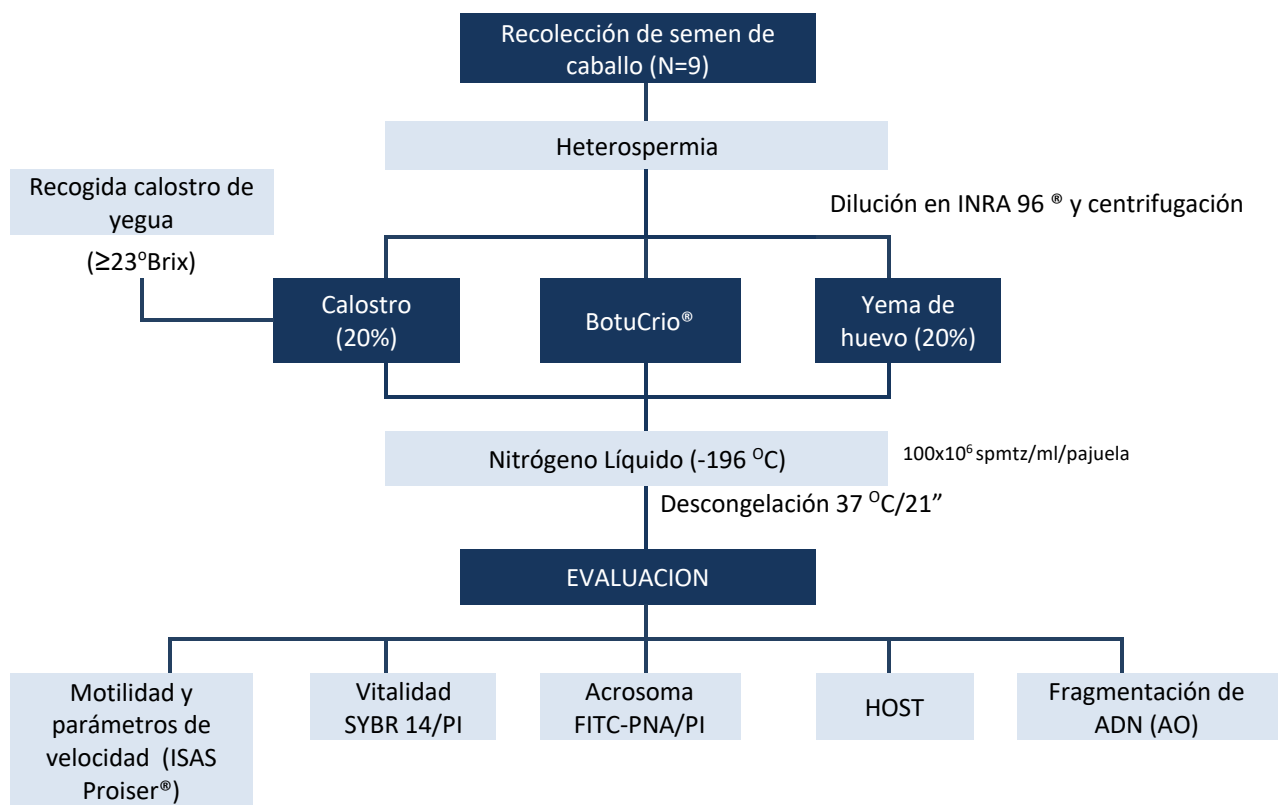 Recolección de semen de
caballo (N=9)
Heterospermia
Recogida calostro de
yegua
(≥23°Brix)
Dilución en INRA 96 ® y centrifugación
Calostro
(20%)
BotuCrio®
Yema de
huevo (20%)
Nitrógeno Líquido (-196 ºC)
100x10⁶ spmtz/ml/pajuela
Descongelación 37 ºC/21”
EVALUACION
Motilidad y
parámetros de
velocidad (ISAS
Proiser®)
Vitalidad
SYBR 14/PI
Acrosoma
FITC-PNA/PI
HOST
Fragmentación de
ADN (AO)